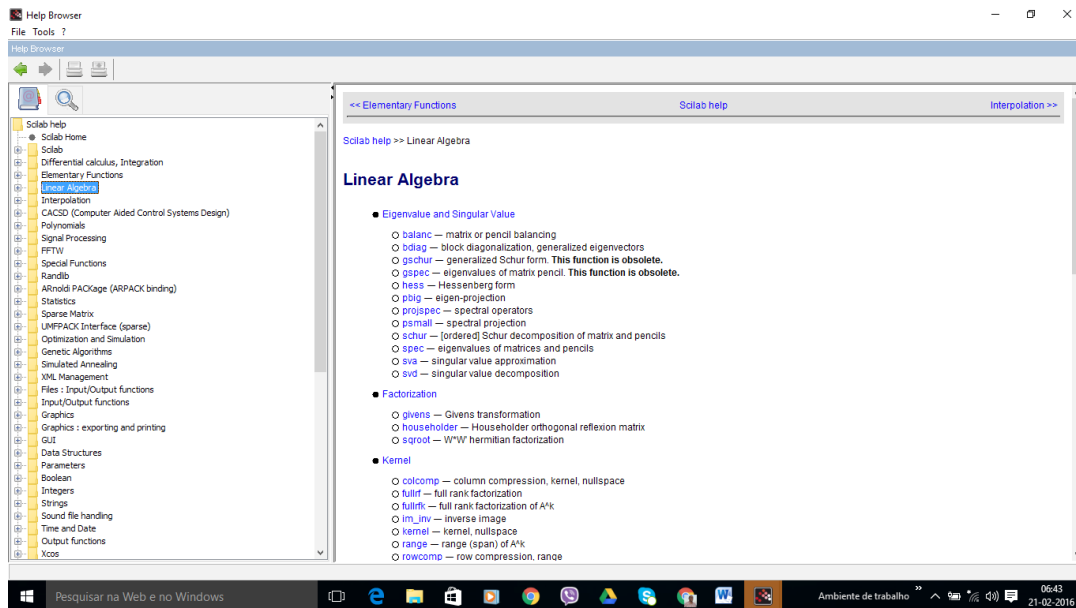 Help Browser
File Tools ?
Help Browser
Scilab help
Scilab Home
Scilab
Differential calculus, Integration
Elementary Functions
Linear Algebra
Interpolation
CACSD (Computer Aided Control Systems Design)
Polynomials
Signal Processing
FFTW
Special Functions
Randlib
ARnoldi PACKage (ARPACK binding)
Statistics
Sparse Matrix
UMFPACK Interface (sparse)
Optimization and Simulation
Genetic Algorithms
Simulated Annealing
XML Management
Files : Input/Output functions
Input/Output functions
Graphics
Graphics : exporting and printing
GUI
Data Structures
Parameters
Boolean
Integers
Strings
Sound file handling
Time and Date
Output functions
Xcos
<< Elementary Functions Scilab help Interpolation >>
Scilab help >> Linear Algebra
Linear Algebra
Eigenvalue and Singular Value
balanc — matrix or pencil balancing
bdiag — block diagonalization, generalized eigenvectors
gschur — generalized Schur form. This function is obsolete.
gspec — eigenvalues of matrix pencil. This function is obsolete.
hess — Hessenberg form
pbig — eigen-projection
projspec — spectral operators
psmall — spectral projection
schur — [ordered] Schur decomposition of matrix and pencils
spec — eigenvalues of matrices and pencils
sva — singular value approximation
svd — singular value decomposition
Factorization
givens — Givens transformation
householder — Householder orthogonal reflexion matrix
sqroot — W*W' hermitian factorization
Kernel
colcomp — column compression, kernel, nullspace
fullrf — full rank factorization
fullrfk — full rank factorization of A^k
im_inv — inverse image
kernel — kernel, nullspace
range — range (span) of A^k
rowcomp — row compression, range
Pesquisar na Web e no Windows
Ambiente de trabalho
06:43
21-02-2016